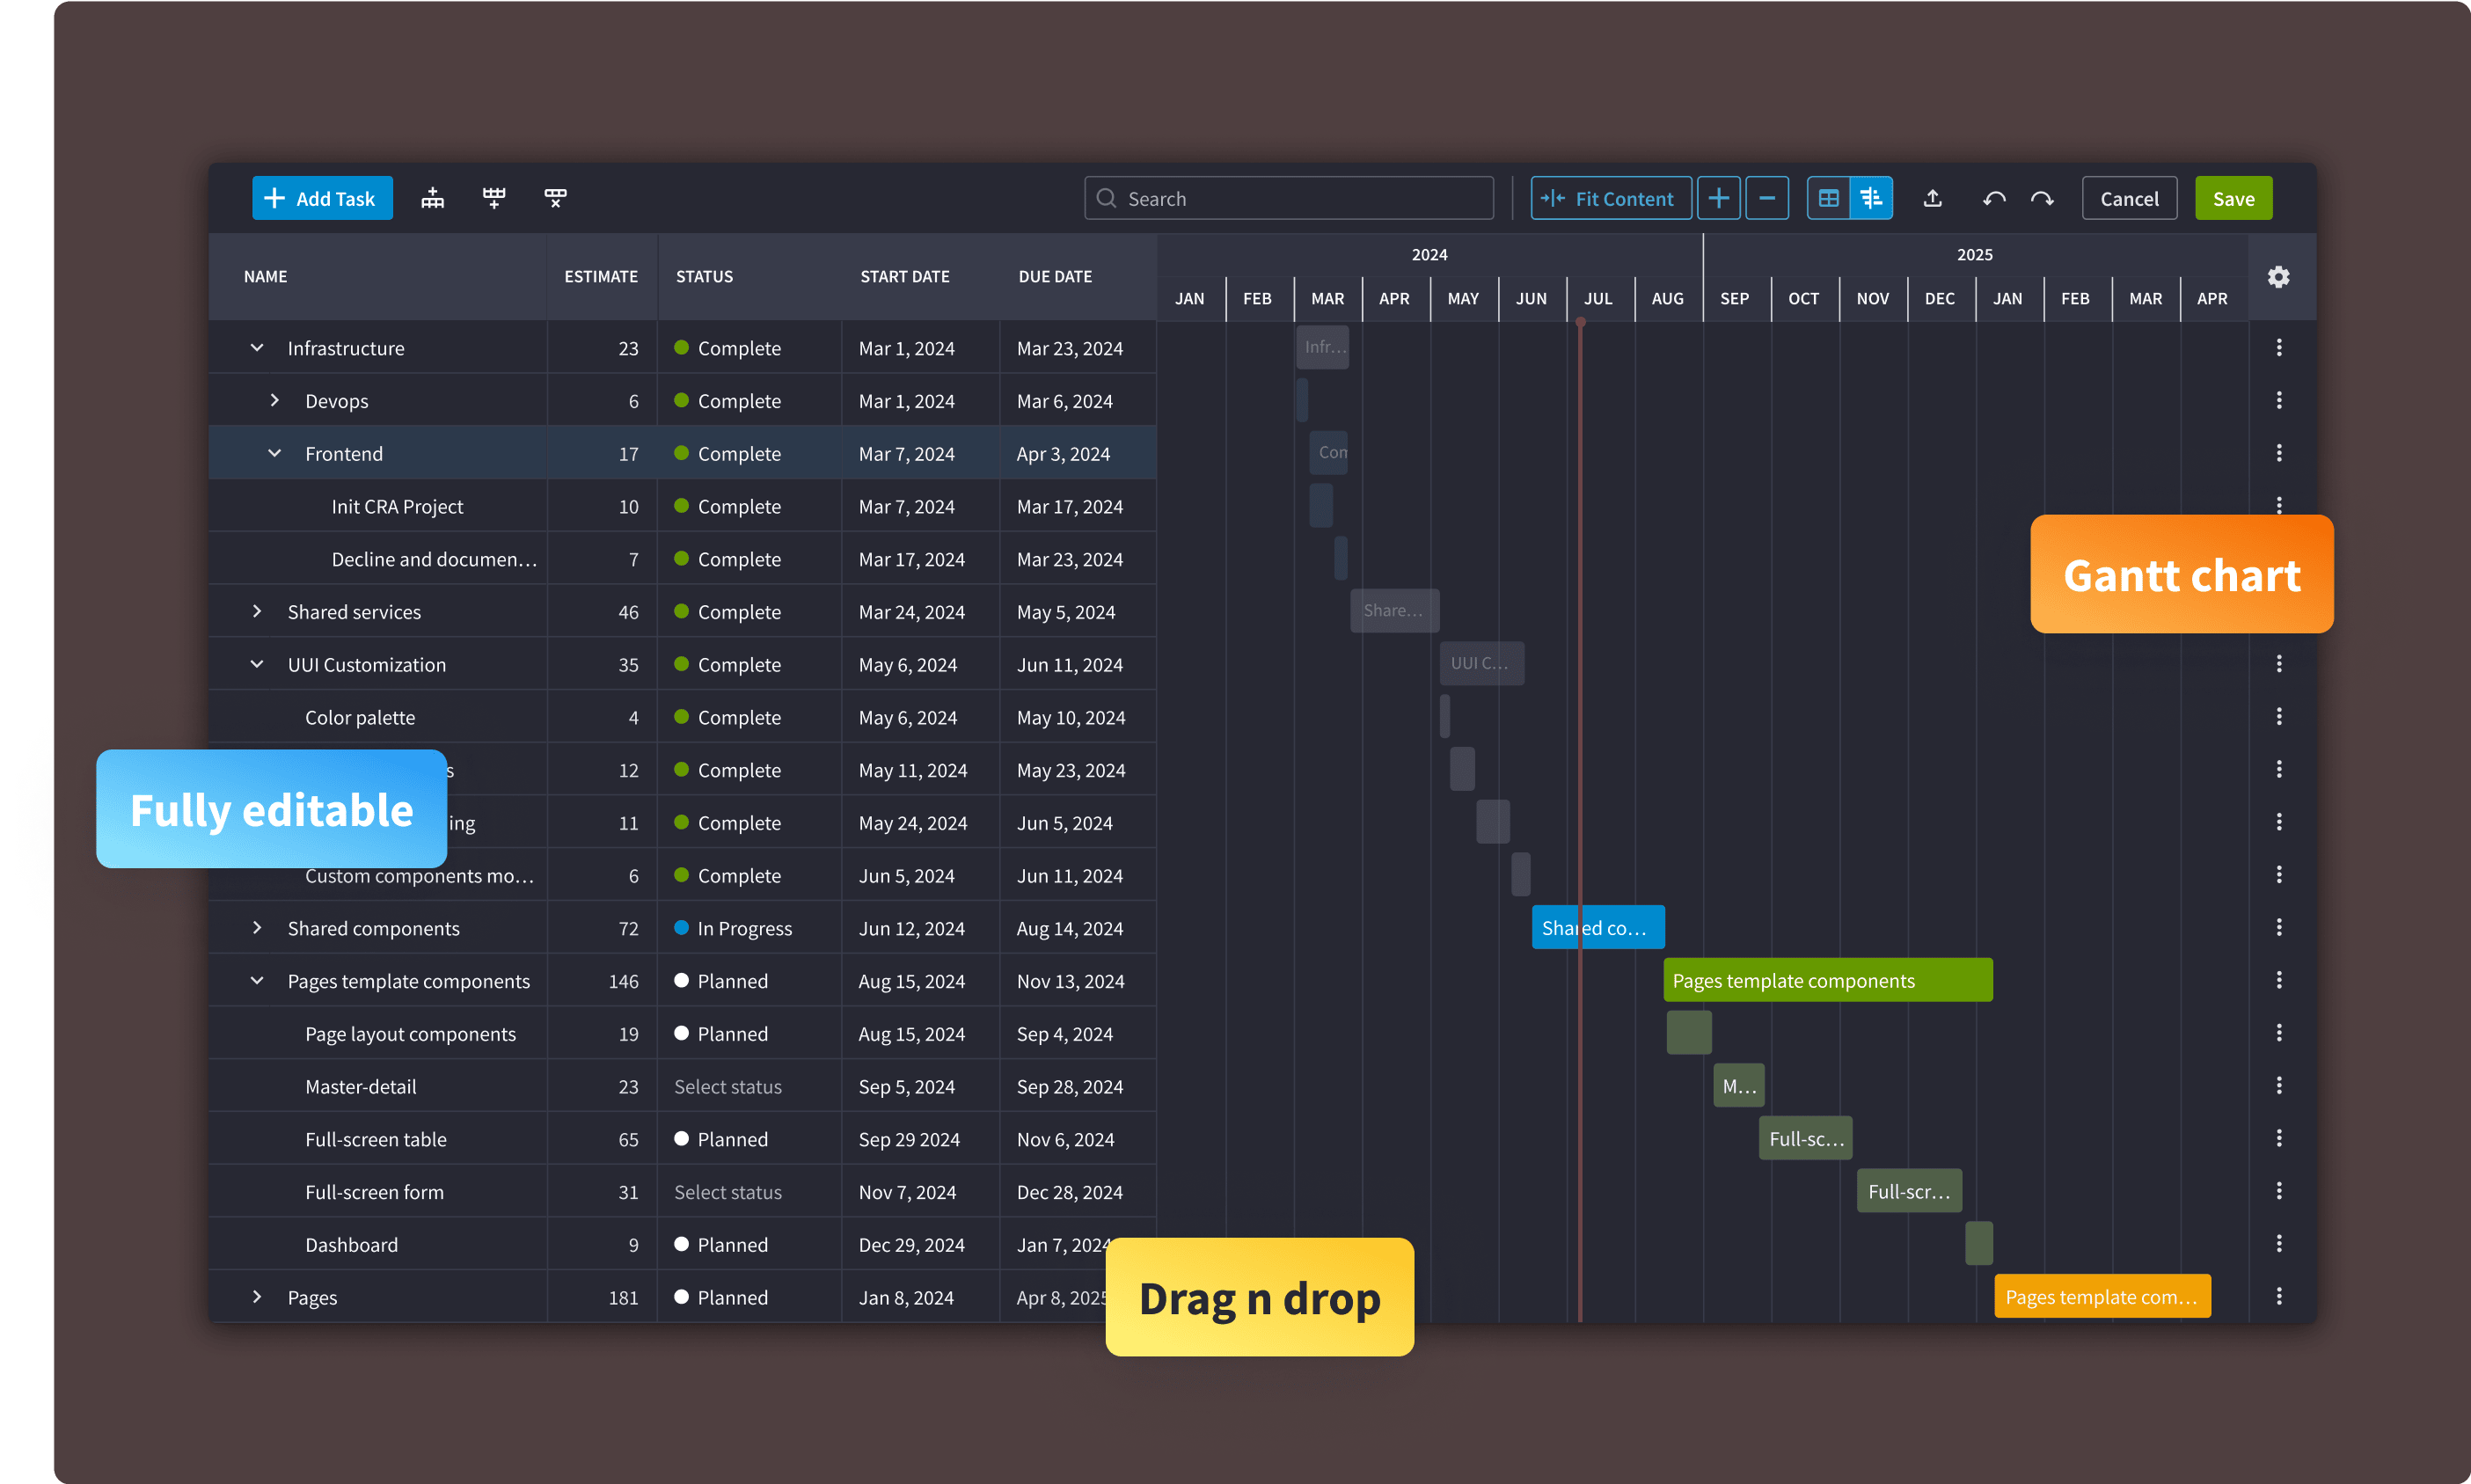 Add Task Search Fit Content Cancel Save
NAME ESTIMATE STATUS START DATE DUE DATE 2024 2025
JAN FEB MAR APR MAY JUN JUL AUG SEP OCT NOV DEC JAN FEB MAR APR
Infrastructure 23 Complete Mar 1, 2024 Mar 23, 2024 Infr...
Devops 6 Complete Mar 1, 2024 Mar 6, 2024
Frontend 17 Complete Mar 7, 2024 Apr 3, 2024 Com
Init CRA Project 10 Complete Mar 7, 2024 Mar 17, 2024
Decline and documen... 7 Complete Mar 17, 2024 Mar 23, 2024
Gantt chart
Shared services 46 Complete Mar 24, 2024 May 5, 2024 Share...
UUI Customization 35 Complete May 6, 2024 Jun 11, 2024 UUI C...
Color palette 4 Complete May 6, 2024 May 10, 2024
12 Complete May 11, 2024 May 23, 2024
Fully editable
11 Complete May 24, 2024 Jun 5, 2024
Custom components mo... 6 Complete Jun 5, 2024 Jun 11, 2024
Shared components 72 In Progress Jun 12, 2024 Aug 14, 2024 Shared co...
Pages template components 146 Planned Aug 15, 2024 Nov 13, 2024 Pages template components
Page layout components 19 Planned Aug 15, 2024 Sep 4, 2024
Master-detail 23 Select status Sep 5, 2024 Sep 28, 2024 M...
Full-screen table 65 Planned Sep 29 2024 Nov 6, 2024 Full-sc...
Full-screen form 31 Select status Nov 7, 2024 Dec 28, 2024 Full-scr...
Dashboard 9 Planned Dec 29, 2024 Jan 7, 2024
Pages 181 Planned Jan 8, 2024 Apr 8, 2025 Pages template com...
Drag n drop